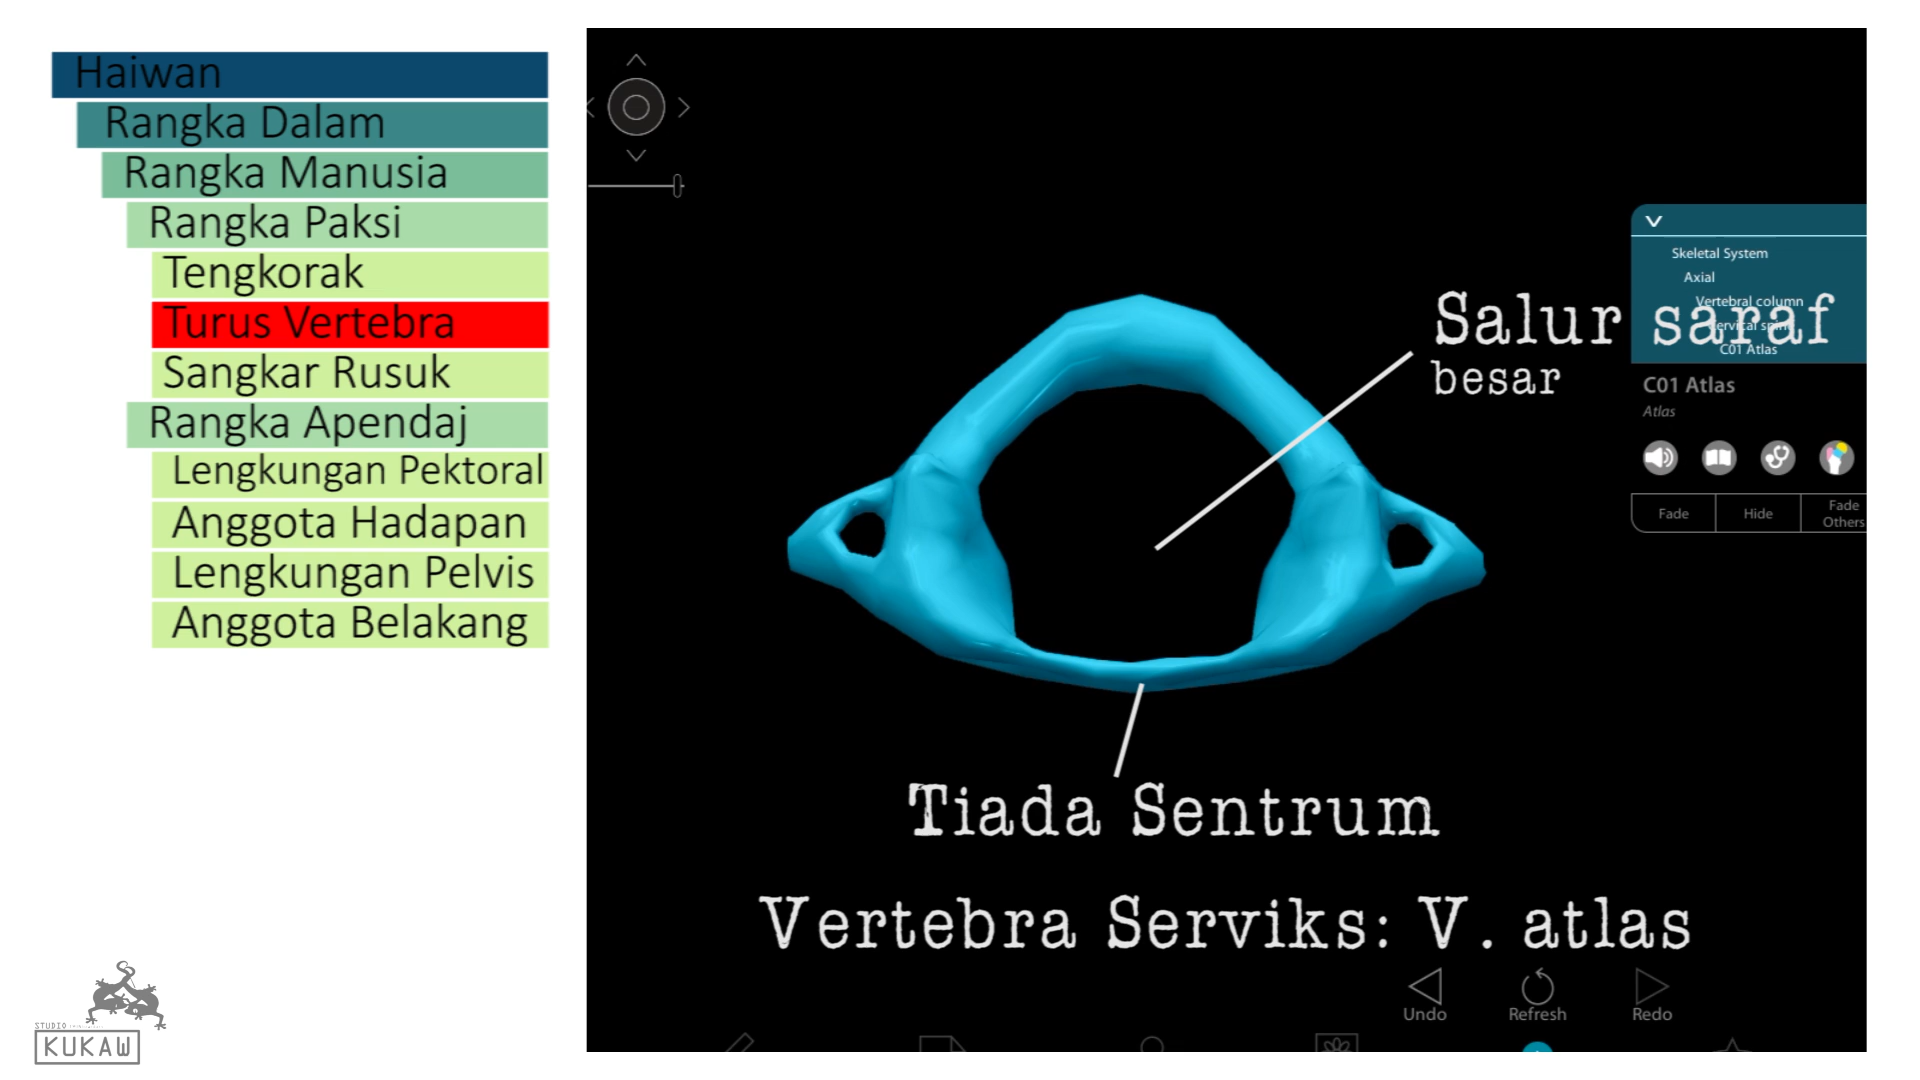 Haiwan
Rangka Dalam
Rangka Manusia
Rangka Paksi
Tengkorak
Turus Vertebra
Sangkar Rusuk
Rangka Apendaj
Lengkungan Pektoral
Anggota Hadapan
Lengkungan Pelvis
Anggota Belakang
Skeletal System
Axial
Vertebral column
Cervical spine
C01 Atlas
Salur saraf
besar
C01 Atlas
Atlas
Fade
Hide
Fade
Others
Tiada Sentrum
Vertebra Serviks: V. atlas
Undo
Refresh
Redo
STUDIO
KUKAW